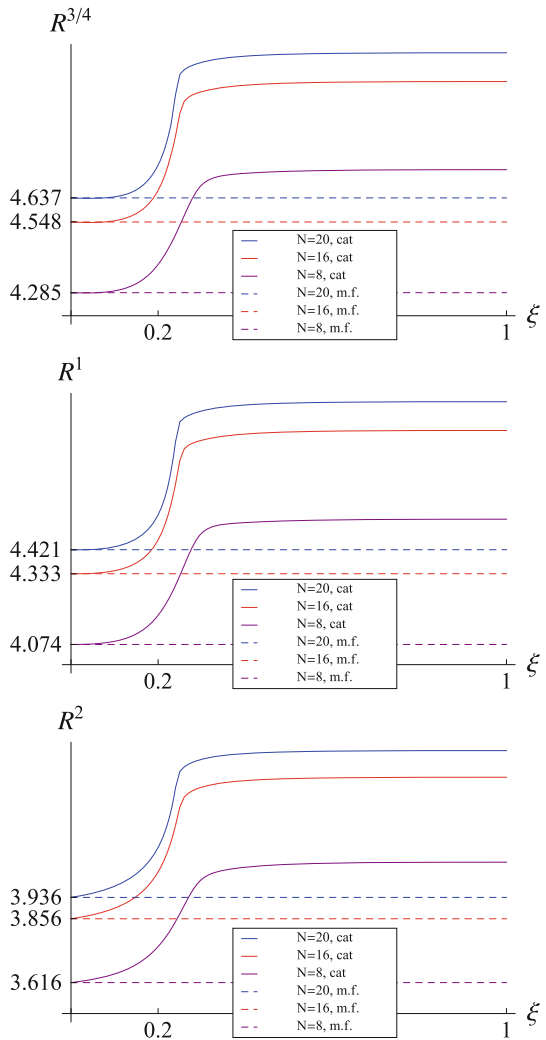 R^{3/4}
4.637
4.548
4.285
N=20, cat
N=16, cat
N=8, cat
N=20, m.f.
N=16, m.f.
N=8, m.f.
0.2
1
ξ
R^1
4.421
4.333
4.074
N=20, cat
N=16, cat
N=8, cat
N=20, m.f.
N=16, m.f.
N=8, m.f.
0.2
1
ξ
R^2
3.936
3.856
3.616
N=20, cat
N=16, cat
N=8, cat
N=20, m.f.
N=16, m.f.
N=8, m.f.
0.2
1
ξ